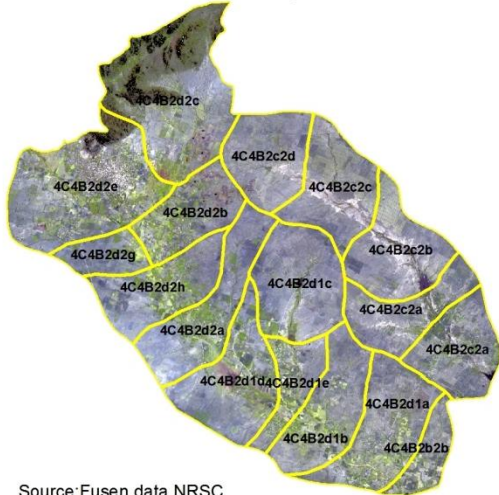 4C4B2d2c
4C4B2c2d
4C4B2c2c
4C4B2d2e
4C4B2d2b
4C4B2c2b
4C4B2d2g
4C4B2d2h
4C4B2d1c
4C4B2c2a
4C4B2d2a
4C4B2c2a
4C4B2d1d
4C4B2d1e
4C4B2d1a
4C4B2d1b
4C4B2b2b
Source:Fusen data NRSC